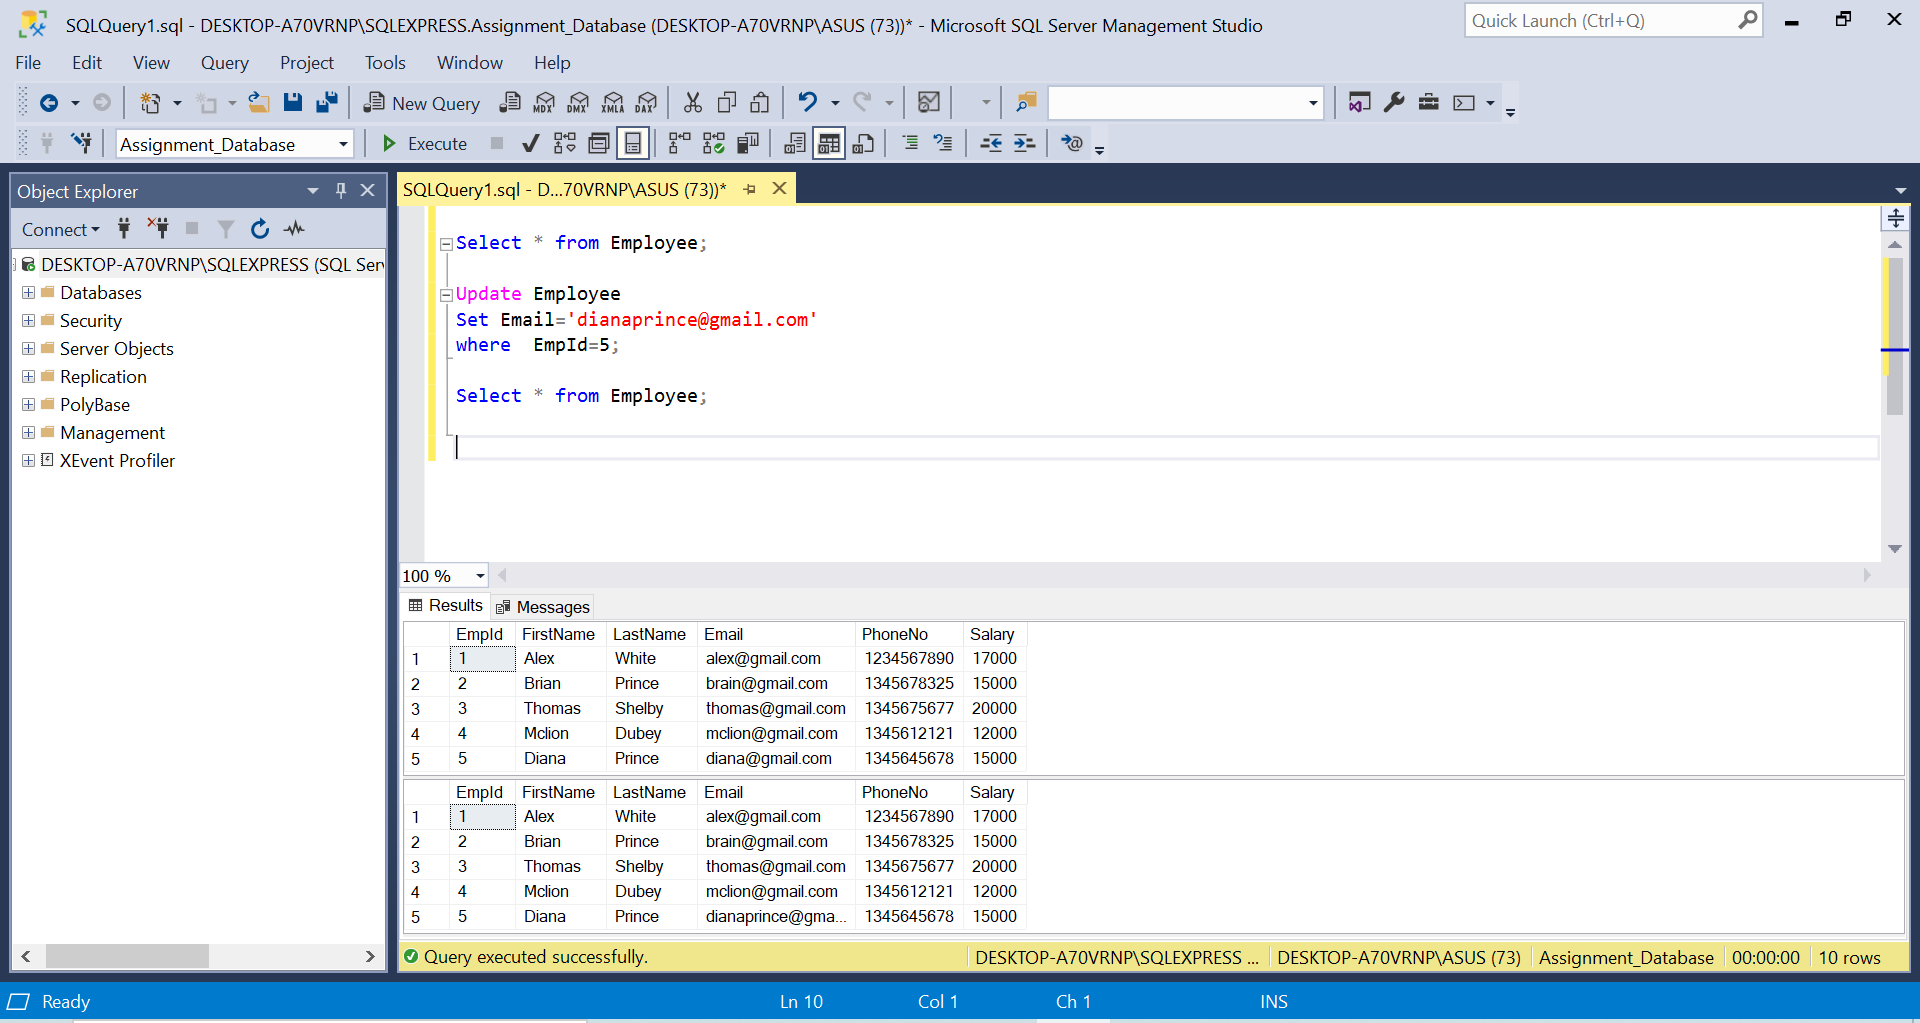 SQLQuery1.sql - DESKTOP-A70VRNP\SQLEXPRESS.Assignment_Database (DESKTOP-A70VRNP\ASUS (73))* - Microsoft SQL Server Management Studio
Quick Launch (Ctrl+Q)
File Edit View Query Project Tools Window Help
New Query MDX DMX XMLA DAX
Assignment_Database Execute
Object Explorer
Connect
DESKTOP-A70VRNP\SQLEXPRESS (SQL Ser
Databases
Security
Server Objects
Replication
PolyBase
Management
XEvent Profiler
SQLQuery1.sql - D...70VRNP\ASUS (73))*
Select * from Employee;
Update Employee
Set Email='dianaprince@gmail.com'
where  EmpId=5;
Select * from Employee;
100 %
Results Messages
EmpId FirstName LastName Email PhoneNo Salary
1 1 Alex White alex@gmail.com 1234567890 17000
2 2 Brian Prince brain@gmail.com 1345678325 15000
3 3 Thomas Shelby thomas@gmail.com 1345675677 20000
4 4 Mclion Dubey mclion@gmail.com 1345612121 12000
5 5 Diana Prince diana@gmail.com 1345645678 15000
EmpId FirstName LastName Email PhoneNo Salary
1 1 Alex White alex@gmail.com 1234567890 17000
2 2 Brian Prince brain@gmail.com 1345678325 15000
3 3 Thomas Shelby thomas@gmail.com 1345675677 20000
4 4 Mclion Dubey mclion@gmail.com 1345612121 12000
5 5 Diana Prince dianaprince@gma... 1345645678 15000
Query executed successfully. DESKTOP-A70VRNP\SQLEXPRESS ... DESKTOP-A70VRNP\ASUS (73) Assignment_Database 00:00:00 10 rows
Ready Ln 10 Col 1 Ch 1 INS